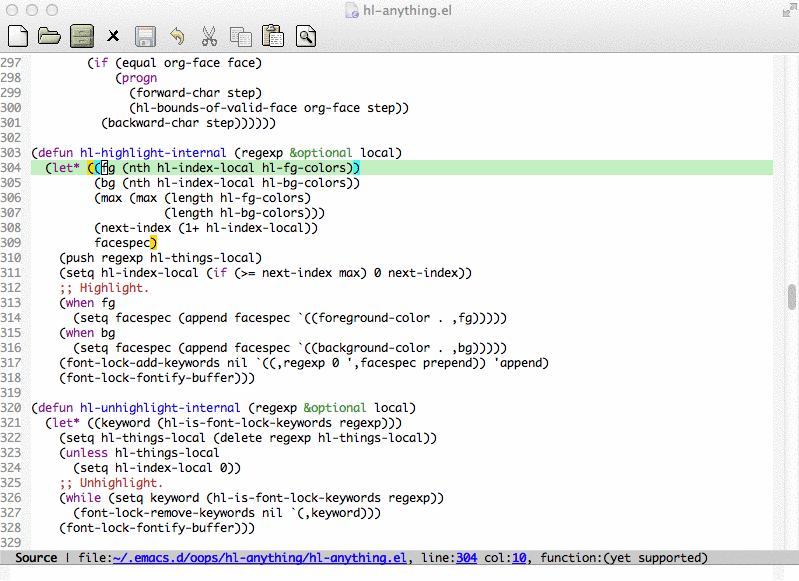 hl-anything.el
297         (if (equal org-face face)
298             (progn
299               (forward-char step)
300               (hl-bounds-of-valid-face org-face step))
301           (backward-char step))))))
302
303 (defun hl-highlight-internal (regexp &optional local)
304   (let* ((fg (nth hl-index-local hl-fg-colors))
305          (bg (nth hl-index-local hl-bg-colors))
306          (max (max (length hl-fg-colors)
307                    (length hl-bg-colors)))
308          (next-index (1+ hl-index-local))
309          facespec)
310     (push regexp hl-things-local)
311     (setq hl-index-local (if (>= next-index max) 0 next-index))
312     ;; Highlight.
313     (when fg
314       (setq facespec (append facespec `((foreground-color . ,fg)))))
315     (when bg
316       (setq facespec (append facespec `((background-color . ,bg)))))
317     (font-lock-add-keywords nil `((,regexp 0 ',facespec prepend)) 'append)
318     (font-lock-fontify-buffer)))
319
320 (defun hl-unhighlight-internal (regexp &optional local)
321   (let* ((keyword (hl-is-font-lock-keywords regexp)))
322     (setq hl-things-local (delete regexp hl-things-local))
323     (unless hl-things-local
324       (setq hl-index-local 0))
325     ;; Unhighlight.
326     (while (setq keyword (hl-is-font-lock-keywords regexp))
327       (font-lock-remove-keywords nil `(,keyword)))
328     (font-lock-fontify-buffer)))
329
Source | file:~/.emacs.d/oops/hl-anything/hl-anything.el, line:304 col:10, function:(yet supported)